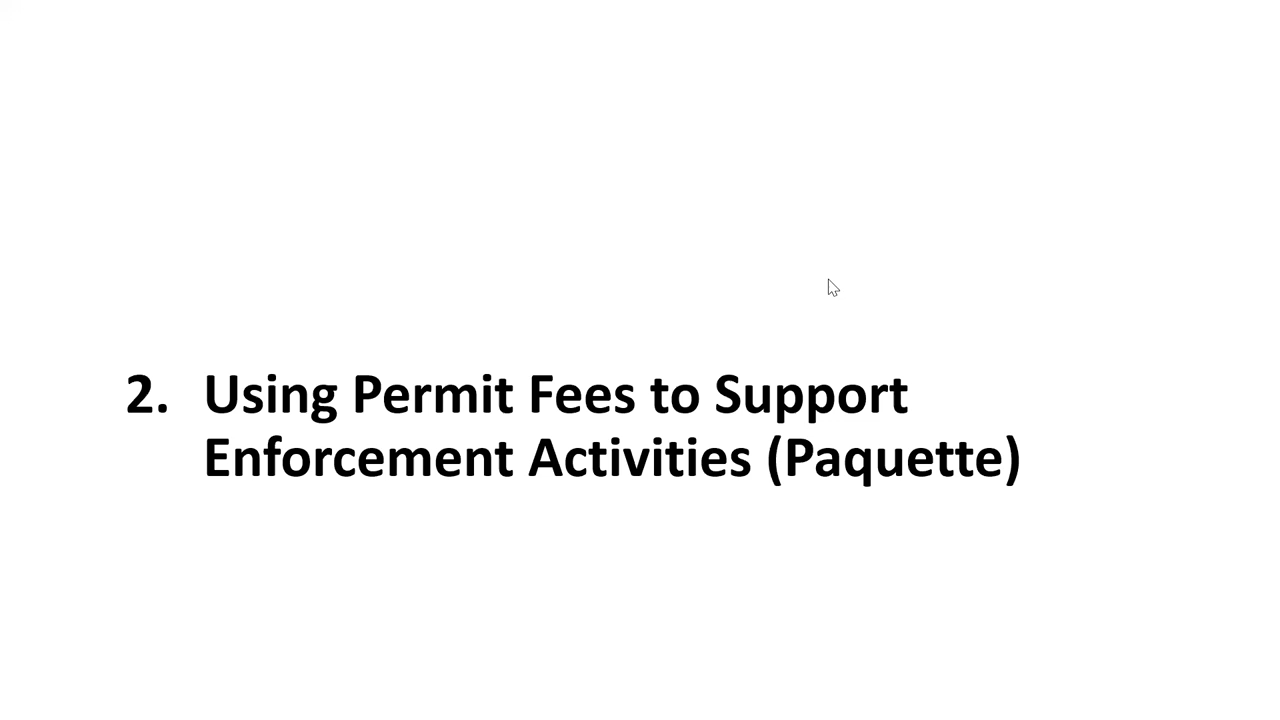 2. Using Permit Fees to Support
Enforcement Activities (Paquette)